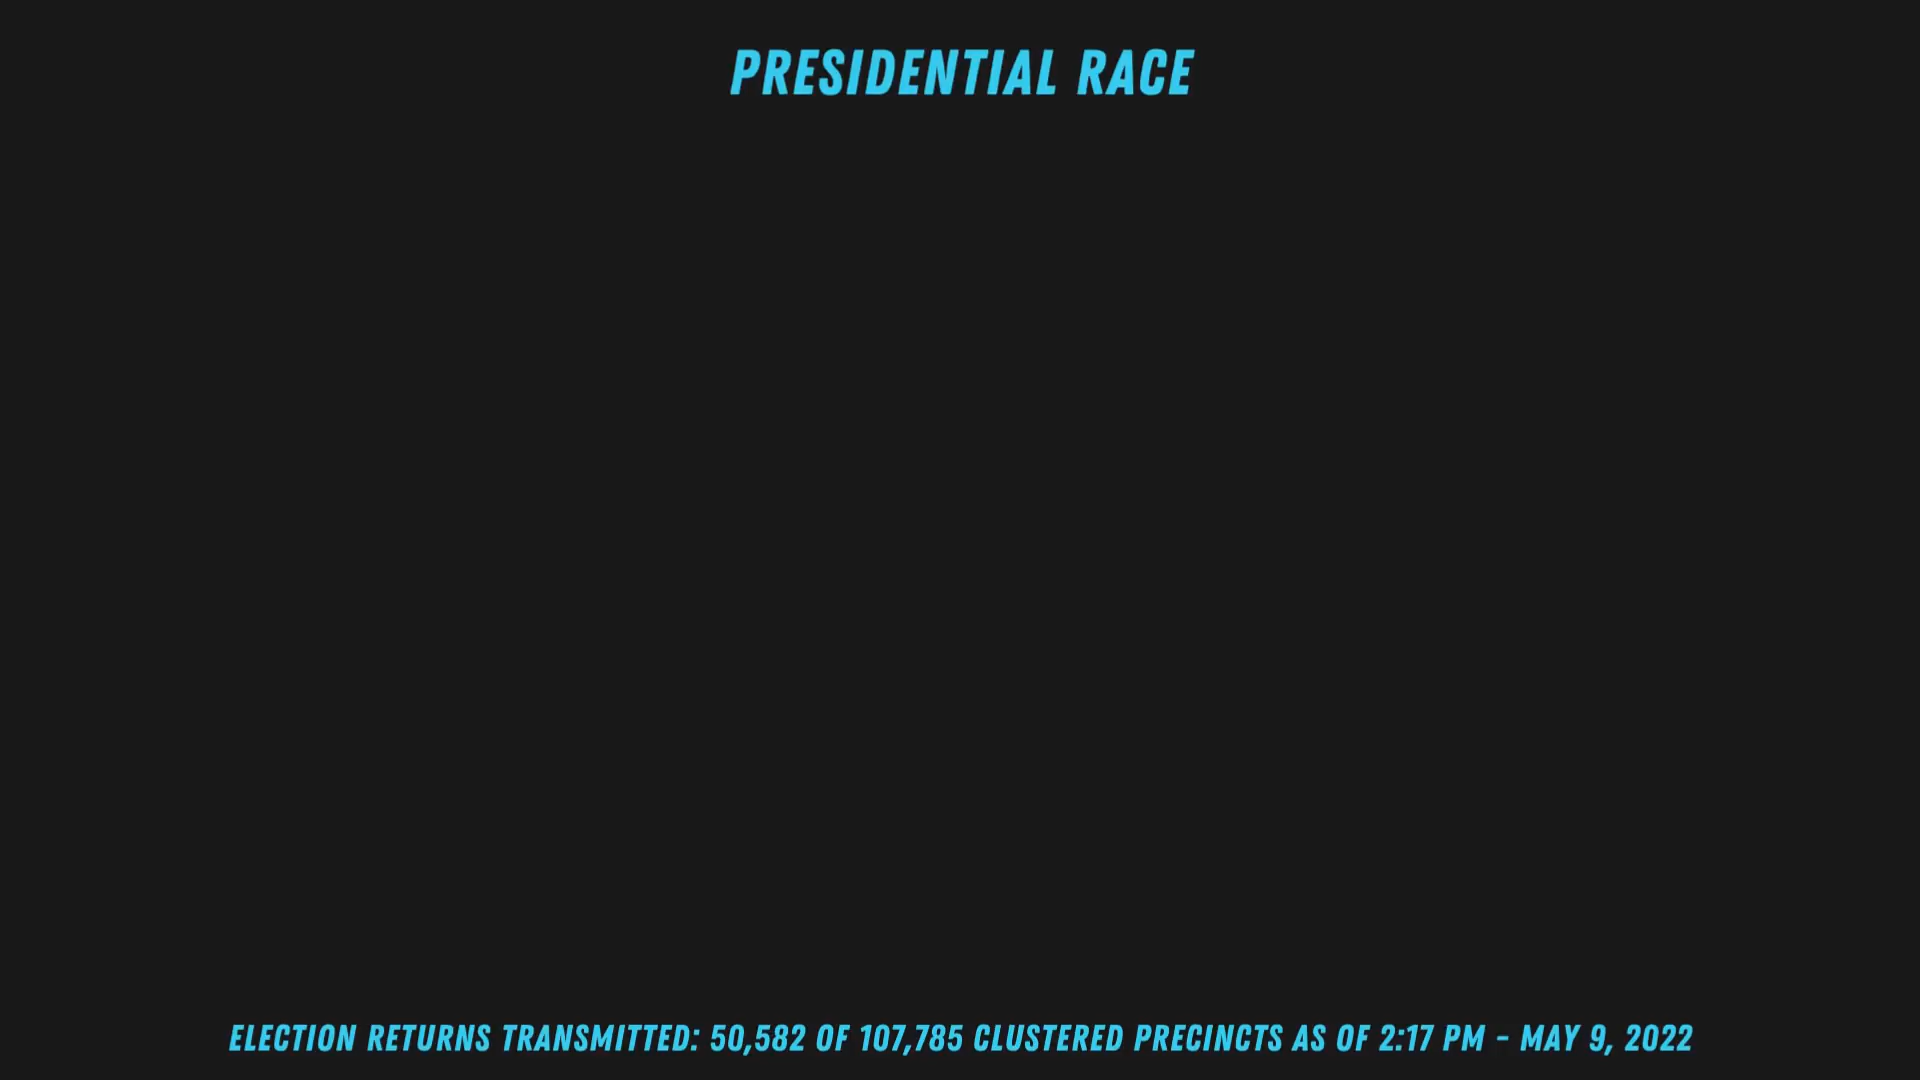 PRESIDENTIAL RACE
ELECTION RETURNS TRANSMITTED: 50,582 OF 107,785 CLUSTERED PRECINCTS AS OF 2:17 PM - MAY 9, 2022